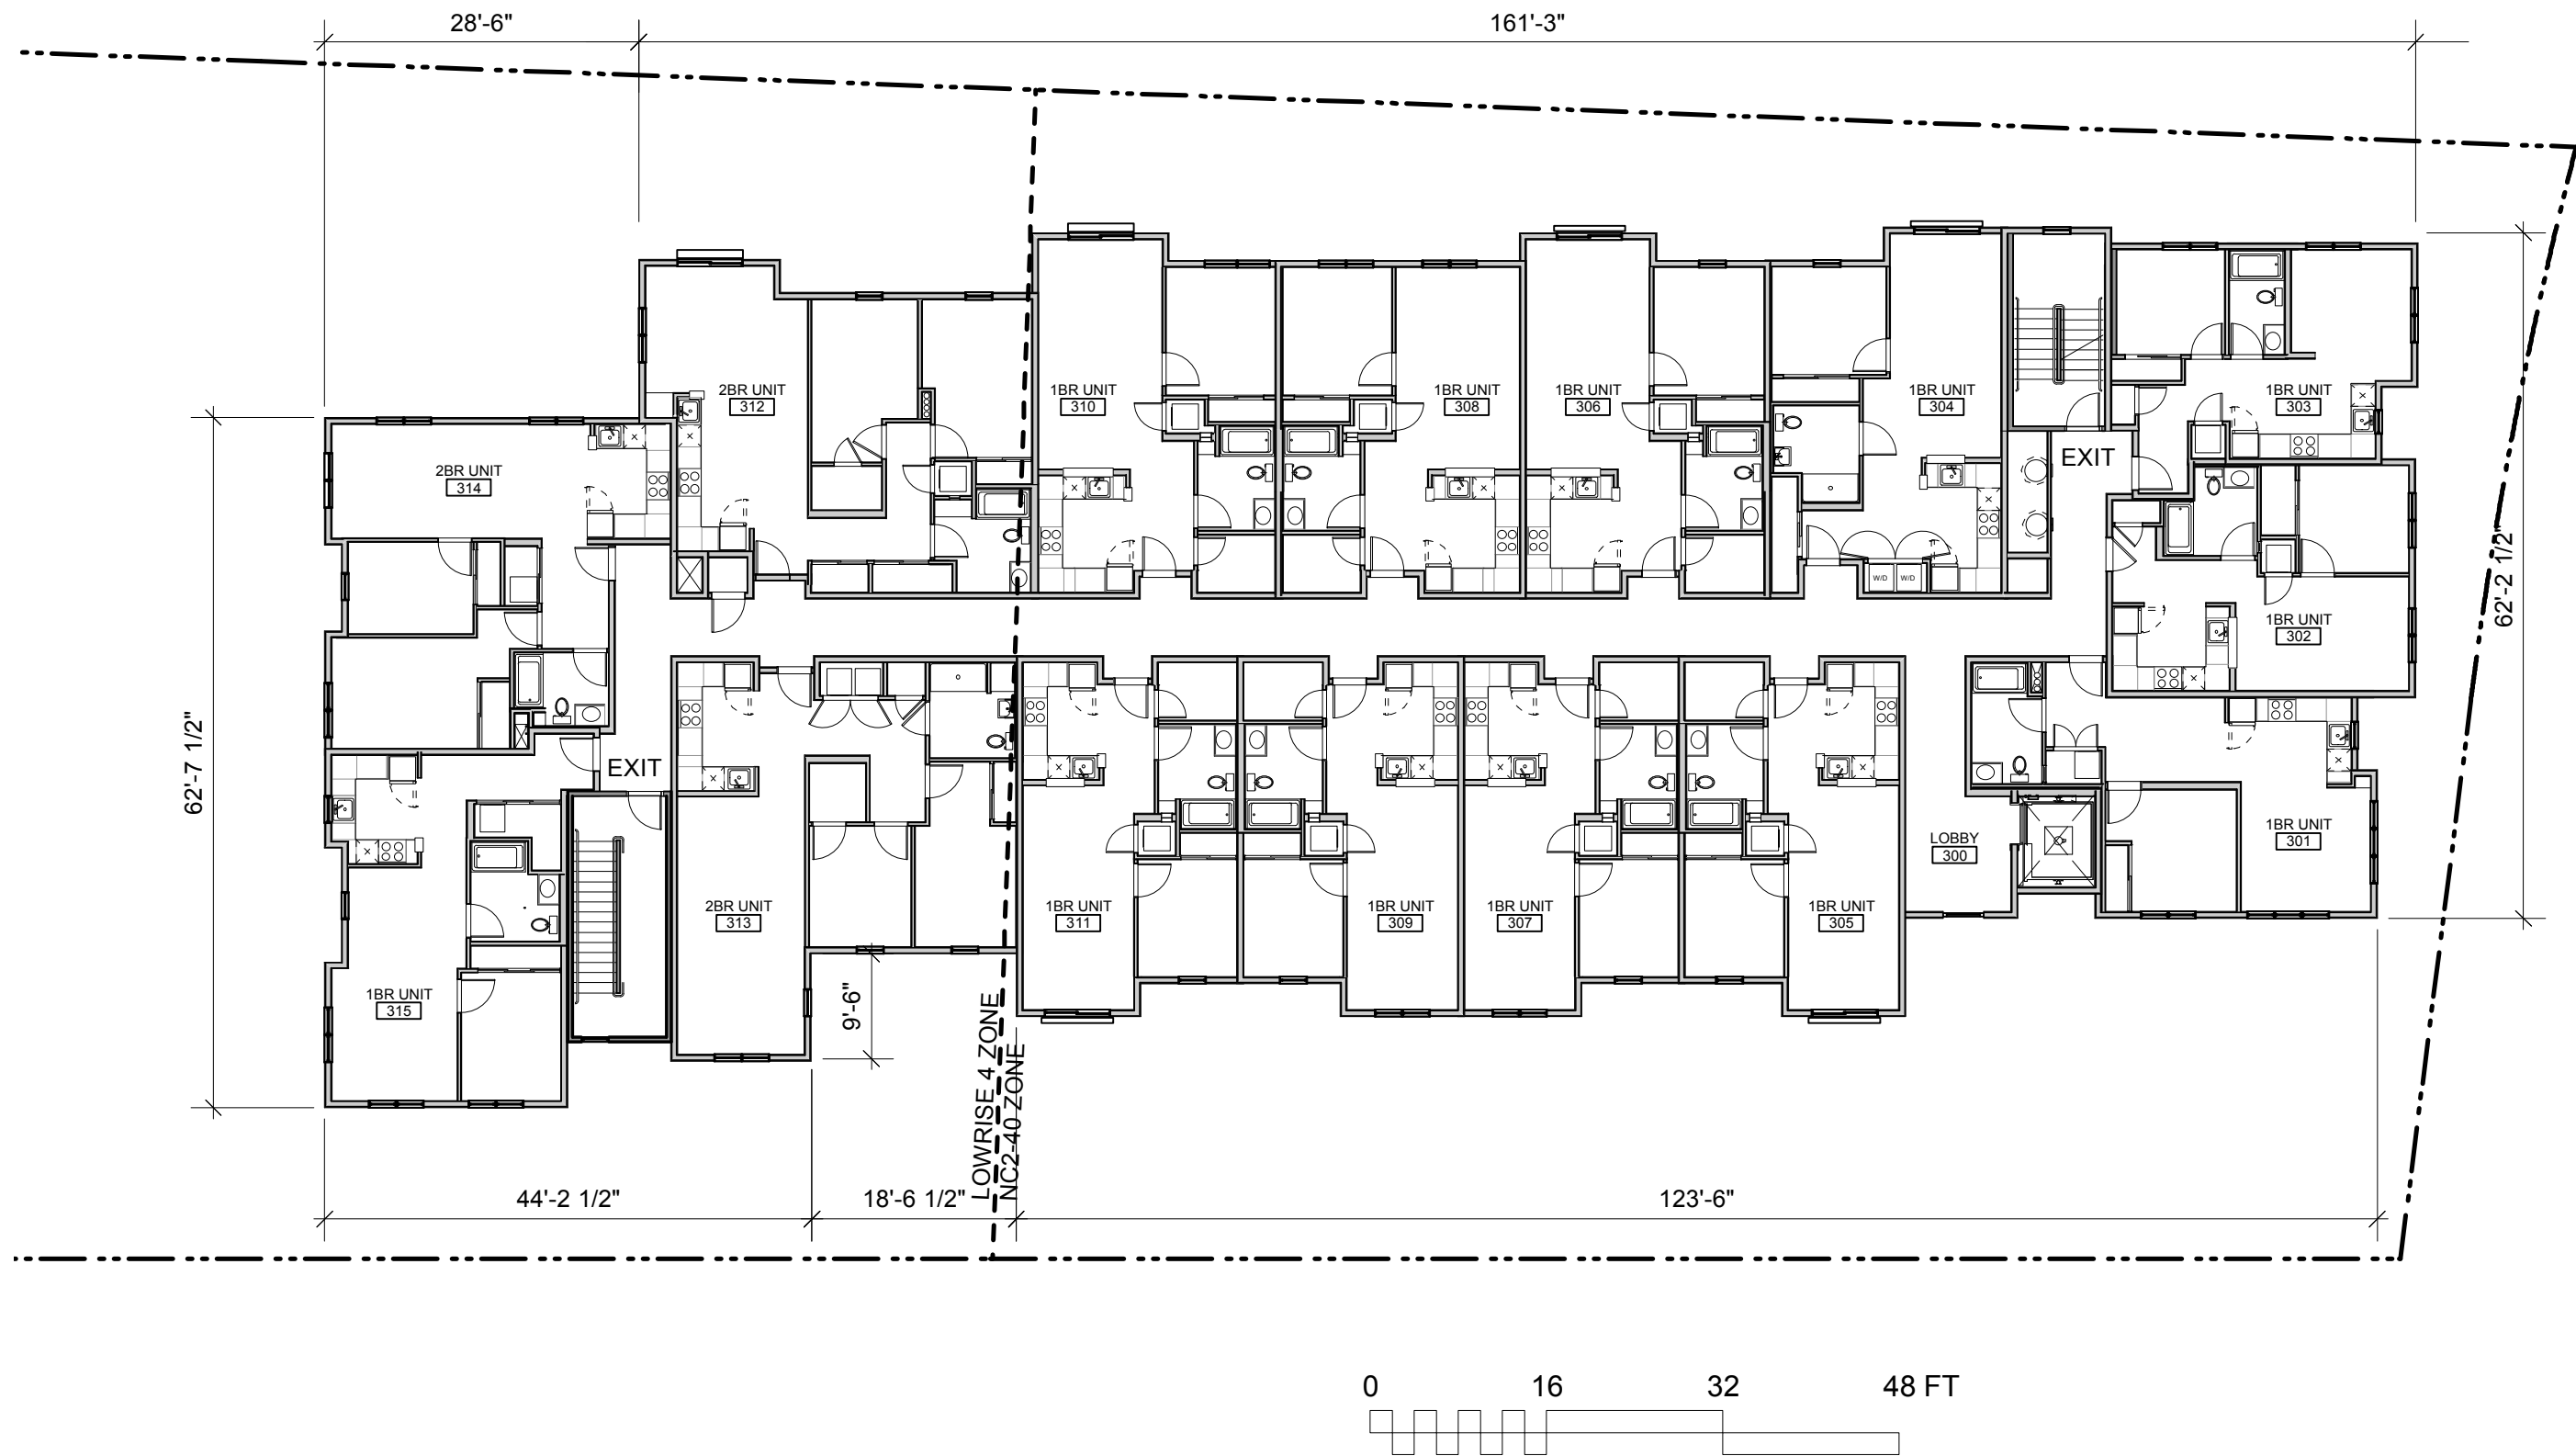 28'-6"
161'-3"
2BR UNIT
312
1BR UNIT
310
1BR UNIT
308
1BR UNIT
306
1BR UNIT
304
1BR UNIT
303
EXIT
2BR UNIT
314
62'-2 1/2"
W/D
W/D
1BR UNIT
302
62'-7 1/2"
EXIT
LOBBY
300
1BR UNIT
301
2BR UNIT
313
1BR UNIT
311
1BR UNIT
309
1BR UNIT
307
1BR UNIT
305
1BR UNIT
315
9'-6"
LOWRISE 4 ZONE
NC2-40 ZONE
44'-2 1/2"
18'-6 1/2"
123'-6"
0
16
32
48 FT